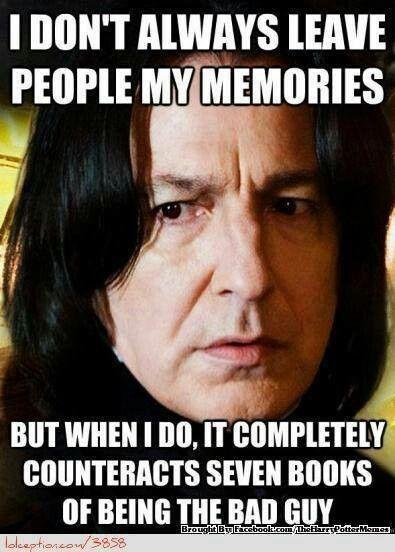 I DON'T ALWAYS LEAVE
PEOPLE MY MEMORIES
BUT WHEN I DO, IT COMPLETELY
COUNTERACTS SEVEN BOOKS
OF BEING THE BAD GUY
Brought By Facebook.com/TheHarryPotterMemes
lolception.com/3858